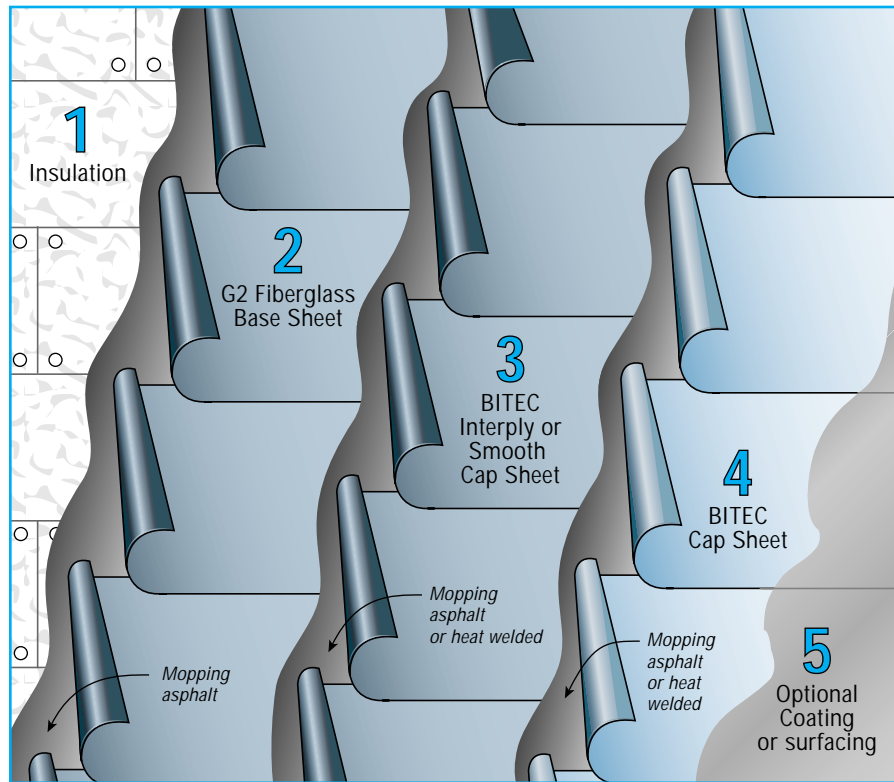 1
Insulation
2
G2 Fiberglass
Base Sheet
3
BITEC
Interply or
Smooth
Cap Sheet
4
BITEC
Cap Sheet
Mopping
asphalt
Mopping
asphalt
or heat welded
Mopping
asphalt
or heat
welded
5
Optional
Coating
or surfacing